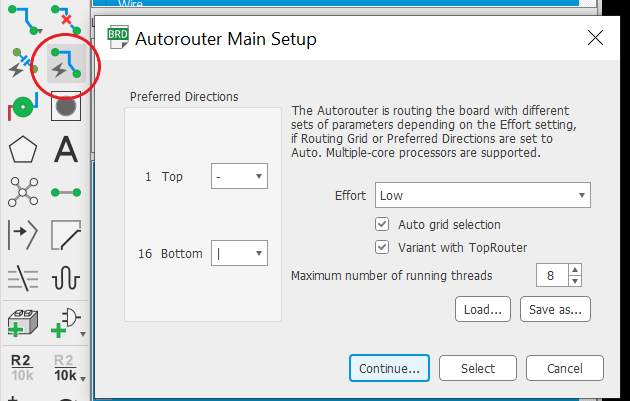 Wire
BRD
Autorouter Main Setup
Preferred Directions
1 Top -
16 Bottom |
The Autorouter is routing the board with different
sets of parameters depending on the Effort setting,
if Routing Grid or Preferred Directions are set to
Auto. Multiple-core processors are supported.
Effort Low
Auto grid selection
Variant with TopRouter
Maximum number of running threads 8
Load... Save as...
Continue... Select Cancel
A
R2 R2
10k 10k